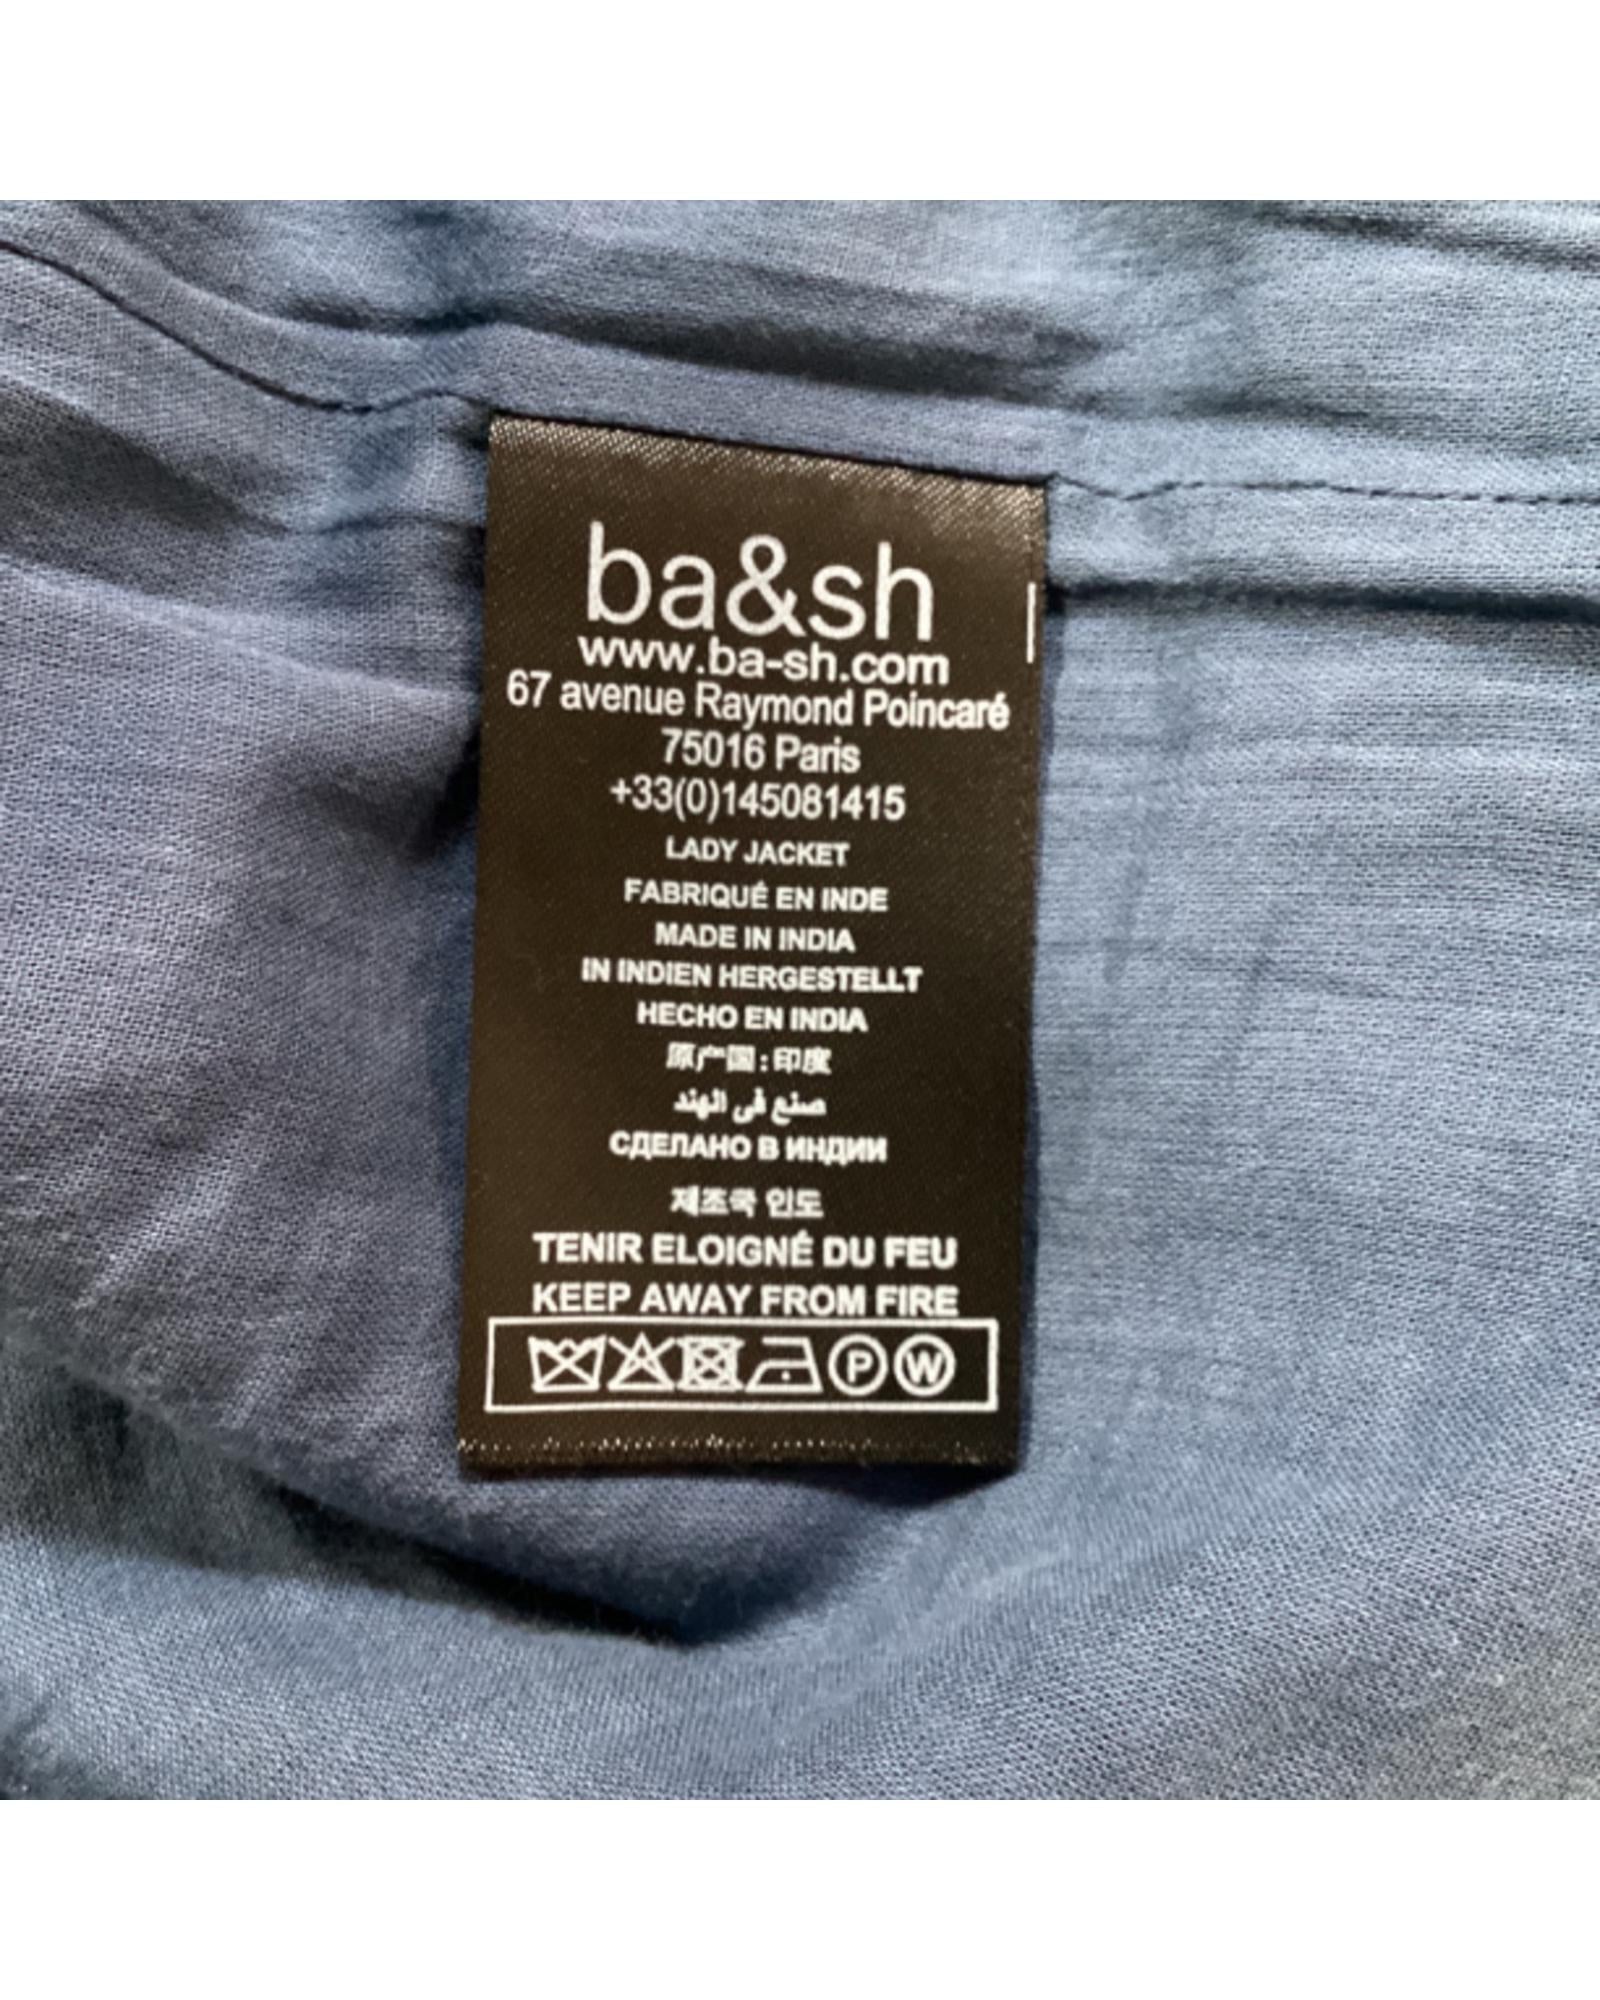 ba&sh
www.ba-sh.com
67 avenue Raymond Poincaré
75016 Paris
+33(0)145081415
LADY JACKET
FABRIQUÉ EN INDE
MADE IN INDIA
IN INDIEN HERGESTELLT
HECHO EN INDIA
原产国:印度
صنع في الهند
СДЕЛАНО В ИНДИИ
제조국 인도
TENIR ELOIGNÉ DU FEU
KEEP AWAY FROM FIRE
P W